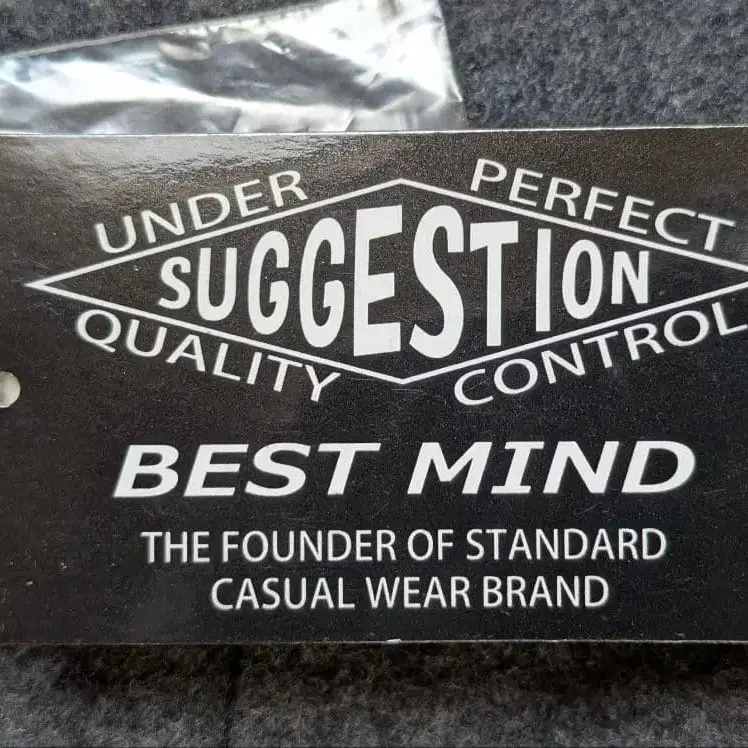 UNDER PERFECT
SUGGESTION
QUALITY CONTROL
BEST MIND
THE FOUNDER OF STANDARD
CASUAL WEAR BRAND